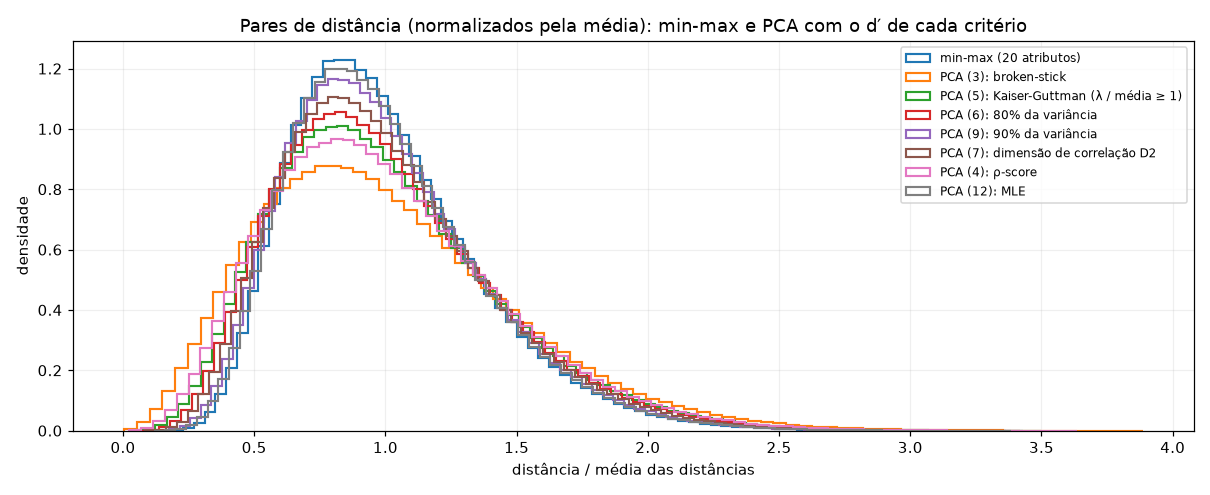 Pares de distância (normalizados pela média): min-max e PCA com o d′ de cada critério
densidade
1.2
1.0
0.8
0.6
0.4
0.2
0.0
min-max (20 atributos)
PCA (3): broken-stick
PCA (5): Kaiser-Guttman (λ / média ≥ 1)
PCA (6): 80% da variância
PCA (9): 90% da variância
PCA (7): dimensão de correlação D2
PCA (4): ρ-score
PCA (12): MLE
0.0 0.5 1.0 1.5 2.0 2.5 3.0 3.5 4.0
distância / média das distâncias